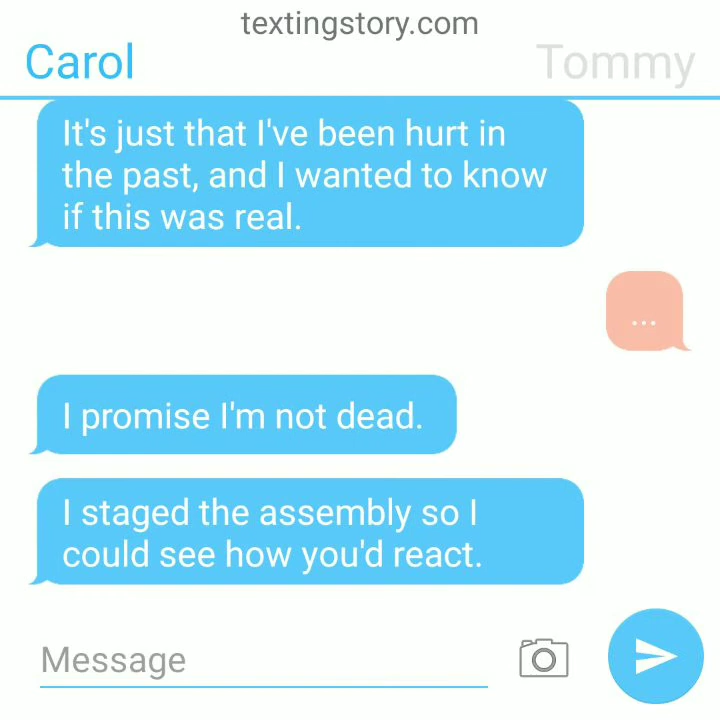 textingstory.com
Carol
Tommy
It's just that I've been hurt in
the past, and I wanted to know
if this was real.
...
I promise I'm not dead.
I staged the assembly so I
could see how you'd react.
Message